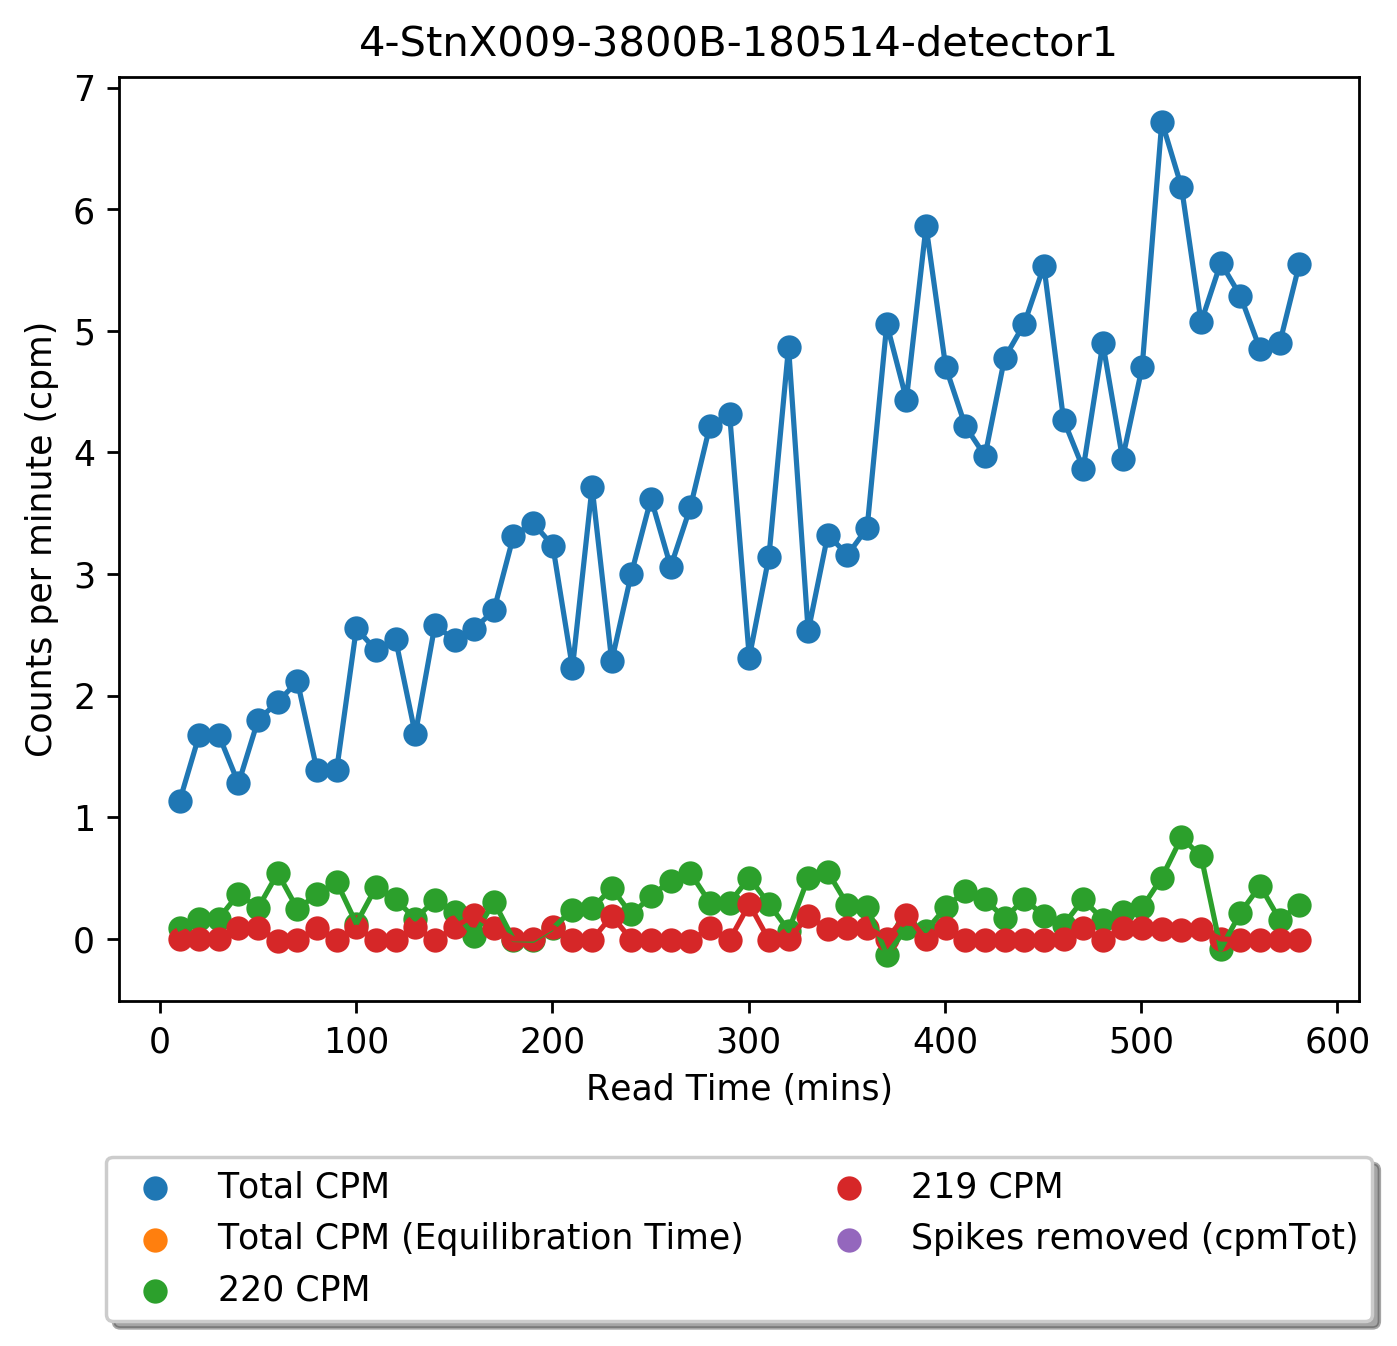 4-StnX009-3800B-180514-detector1
7
6
5
4
3
2
1
0
Counts per minute (cpm)
0 100 200 300 400 500 600
Read Time (mins)
Total CPM
Total CPM (Equilibration Time)
220 CPM
219 CPM
Spikes removed (cpmTot)